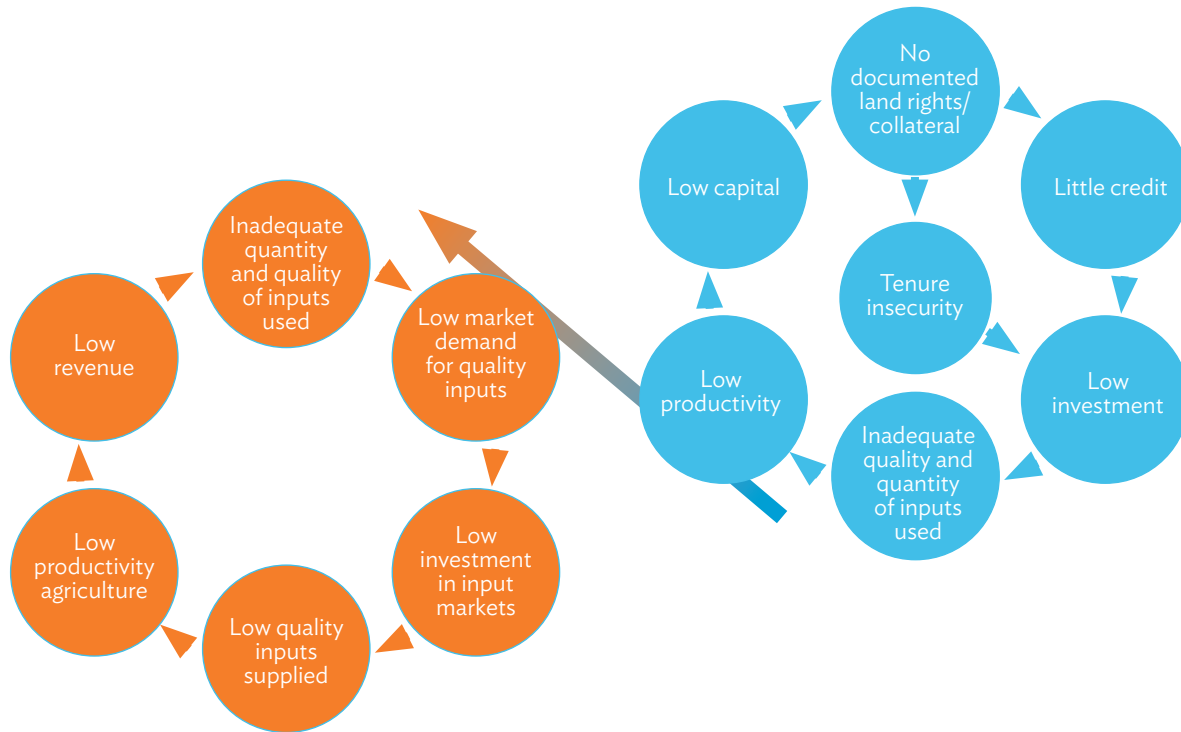 Inadequate
quantity
and quality
of inputs
used
Low market
demand
for quality
inputs
Low
investment
in input
markets
Low quality
inputs
supplied
Low
productivity
agriculture
Low
revenue
No
documented
land rights/
collateral
Little credit
Tenure
insecurity
Low
investment
Inadequate
quality and
quantity
of inputs
used
Low
productivity
Low capital